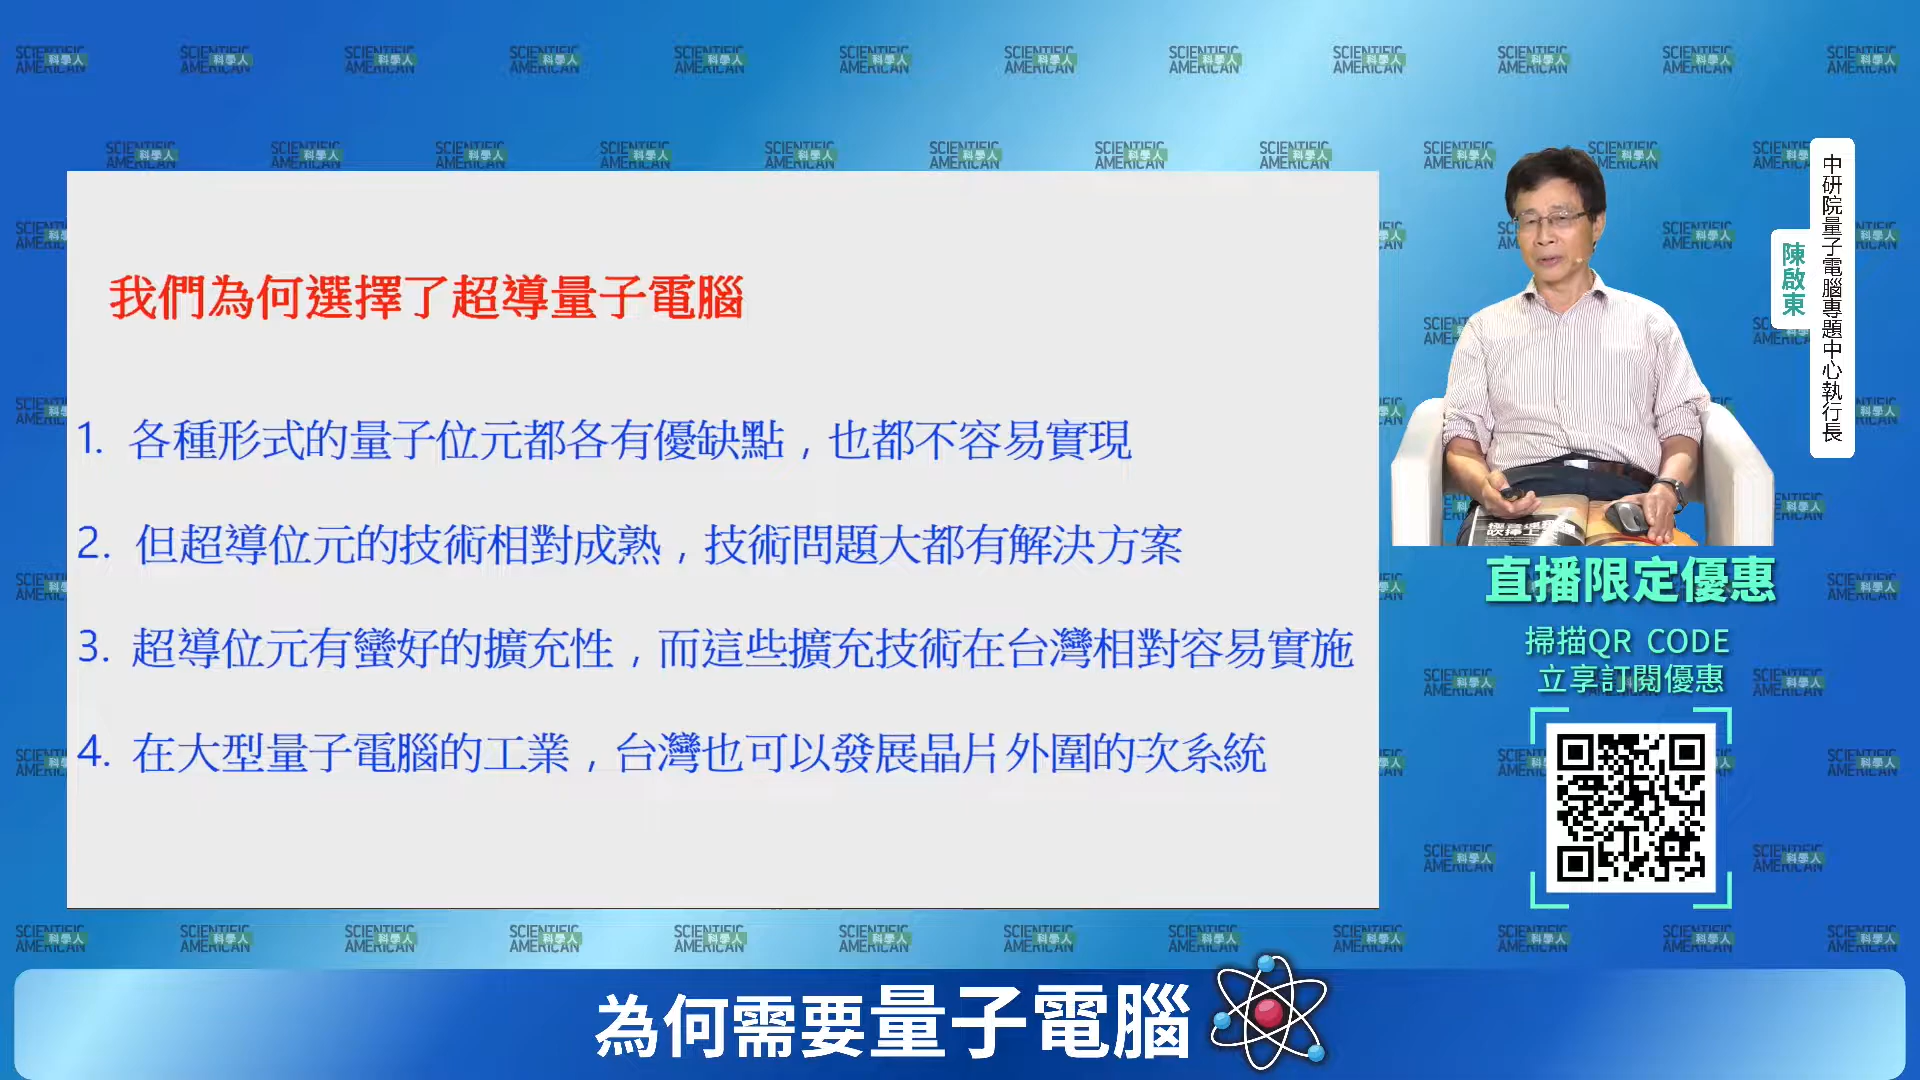 SCIENTIFIC AMERICAN 科學人
我們為何選擇了超導量子電腦
1. 各種形式的量子位元都各有優缺點，也都不容易實現
2. 但超導位元的技術相對成熟，技術問題大都有解決方案
3. 超導位元有蠻好的擴充性，而這些擴充技術在台灣相對容易實施
4. 在大型量子電腦的工業，台灣也可以發展晶片外圍的次系統
中研院量子電腦專題中心執行長
陳啟東
直播限定優惠
掃描QR CODE
立享訂閱優惠
為何需要量子電腦